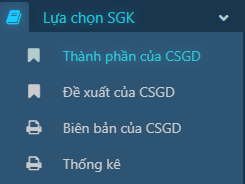 Lựa chọn SGK
Thành phần của CSGD
Đề xuất của CSGD
Biên bản của CSGD
Thống kê